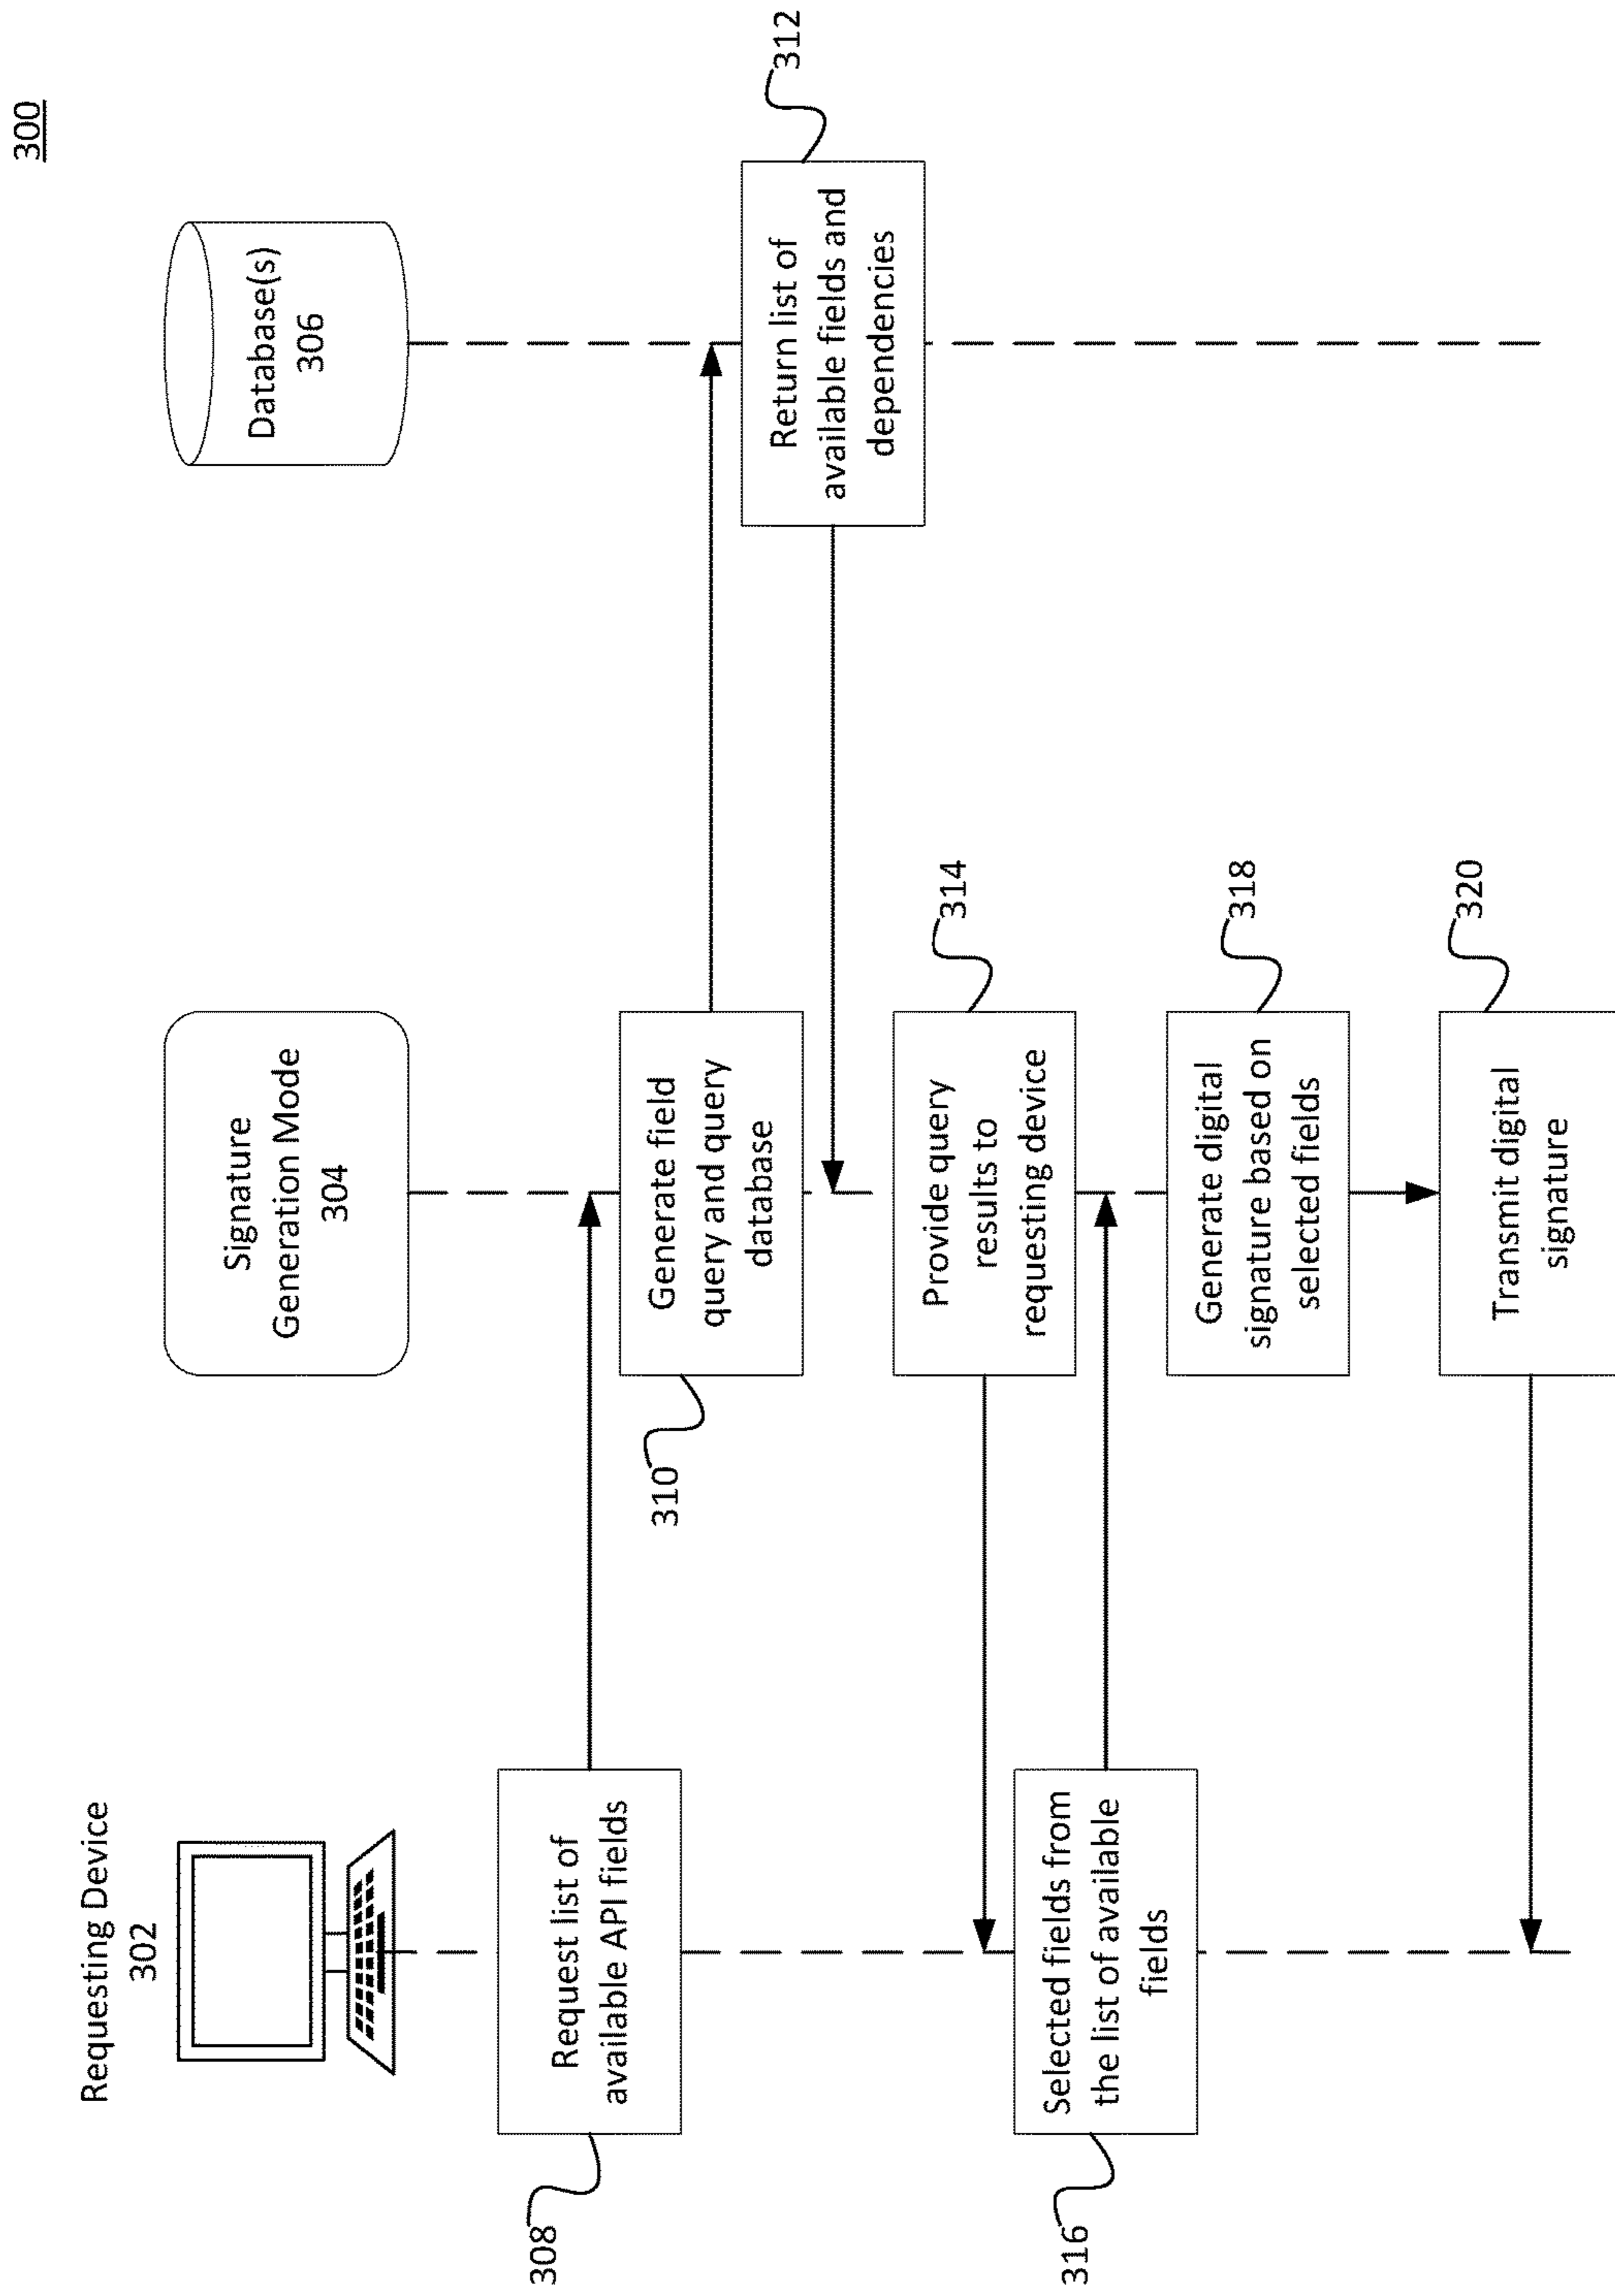 300
Requesting Device
302
Signature
Generation Mode
304
Database(s)
306
Request list of
available API fields
308
Generate field
query and query
database
310
Return list of
available fields and
dependencies
312
Provide query
results to
requesting device
314
Selected fields from
the list of available
fields
316
Generate digital
signature based on
selected fields
318
Transmit digital
signature
320